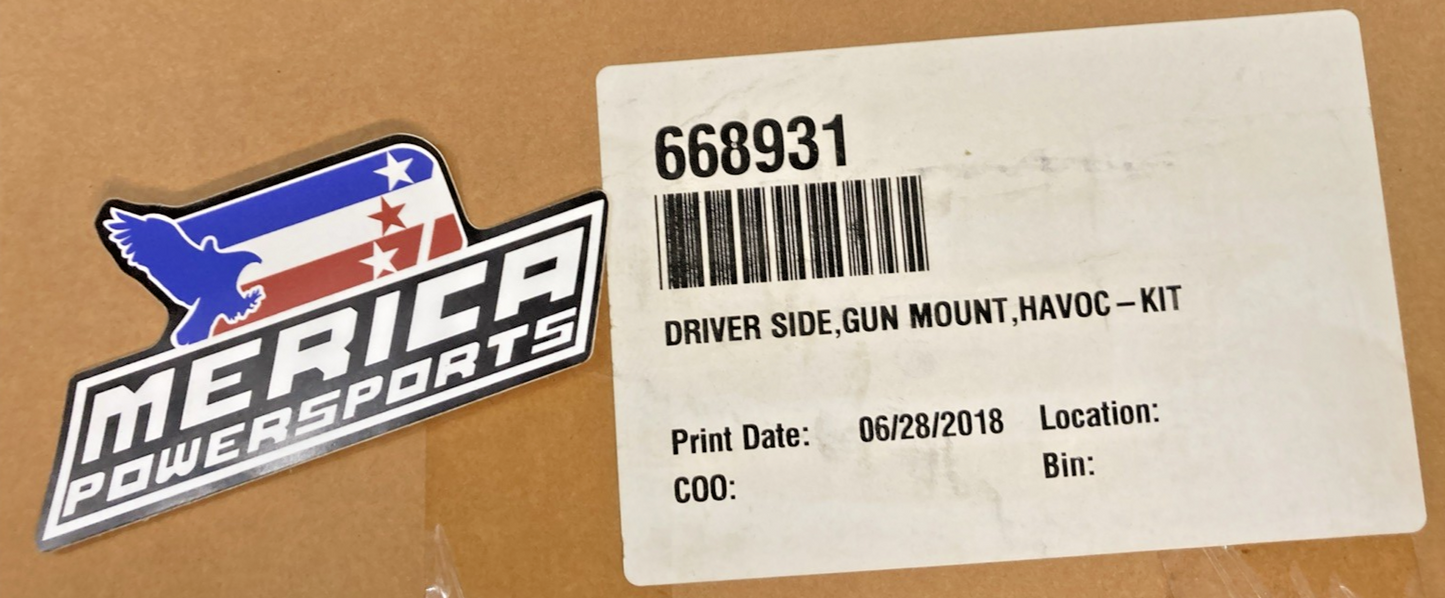 MERICA
POWERSPORTS
668931
DRIVER SIDE,GUN MOUNT,HAVOC – KIT
Print Date: 06/28/2018 Location:
COO: Bin: